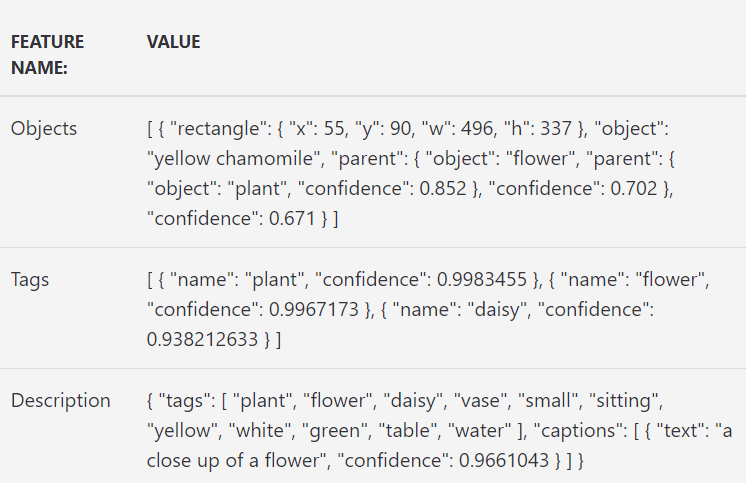 FEATURE NAME:
VALUE
Objects
[ { "rectangle": { "x": 55, "y": 90, "w": 496, "h": 337 }, "object":
"yellow chamomile", "parent": { "object": "flower", "parent": {
"object": "plant", "confidence": 0.852 }, "confidence": 0.702 },
"confidence": 0.671 } ]
Tags
[ { "name": "plant", "confidence": 0.9983455 }, { "name": "flower",
"confidence": 0.9967173 }, { "name": "daisy", "confidence":
0.938212633 } ]
Description
{ "tags": [ "plant", "flower", "daisy", "vase", "small", "sitting",
"yellow", "white", "green", "table", "water" ], "captions": [ { "text": "a
close up of a flower", "confidence": 0.9661043 } ] }